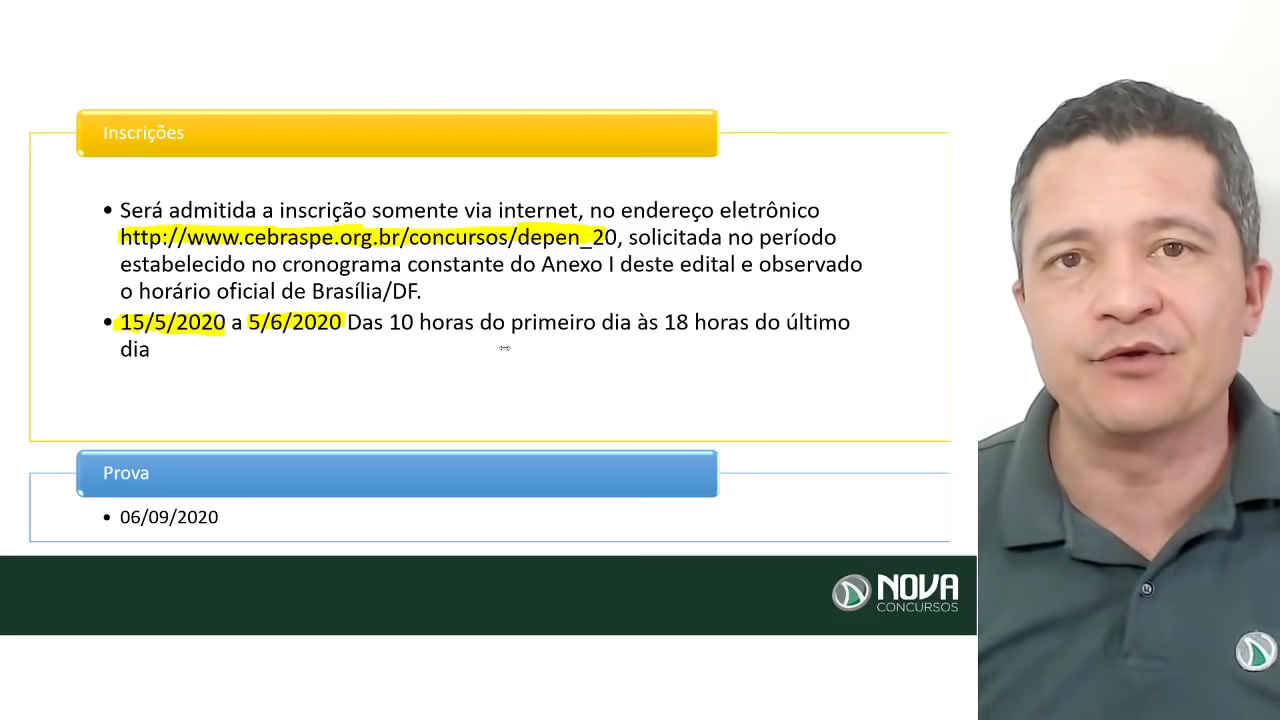 Inscrições
• Será admitida a inscrição somente via internet, no endereço eletrônico
http://www.cebraspe.org.br/concursos/depen_20, solicitada no período
estabelecido no cronograma constante do Anexo I deste edital e observado
o horário oficial de Brasília/DF.
• 15/5/2020 a 5/6/2020 Das 10 horas do primeiro dia às 18 horas do último
dia
Prova
• 06/09/2020
NOVA
CONCURSOS